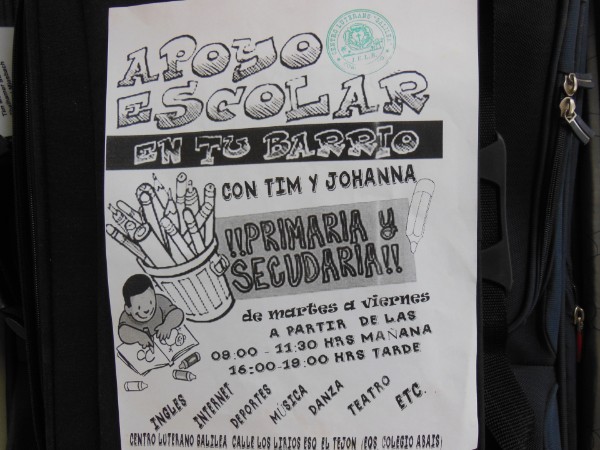 APOYO
ESCOLAR
EN TU BARRIO
CON TIM Y JOHANNA
!!PRIMARIA y
SECUDARIA!!
de martes a viernes
A PARTIR DE LAS
09:00 - 11:30 HRS MAÑANA
16:00-19:00 HRS TARDE
INGLES INTERNET DEPORTES MÚSICA DANZA TEATRO ETC.
CENTRO LUTERANO GALILEA CALLE LOS LIRIOS ESQ. EL TEJON (EQS COLEGIO ABAIS)